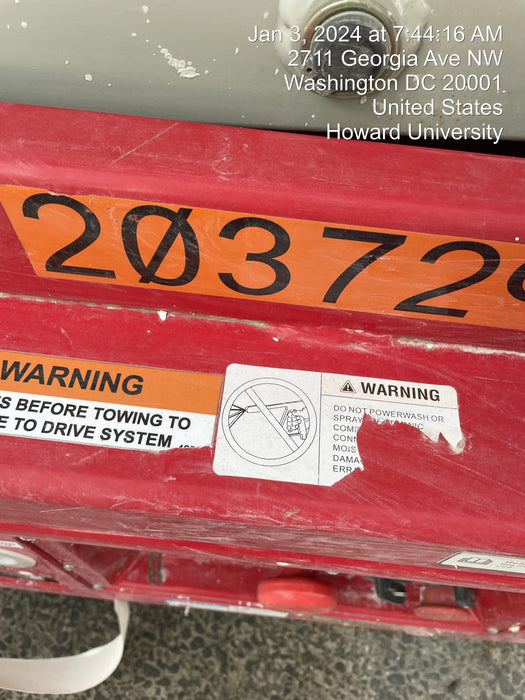 Jan 3, 2024 at 7:44:16 AM
2711 Georgia Ave NW
Washington DC 20001
United States
Howard University
2Ø372
WARNING
BEFORE TOWING TO
TO DRIVE SYSTEM
WARNING
DO NOT POWERWASH OR
SPRAY